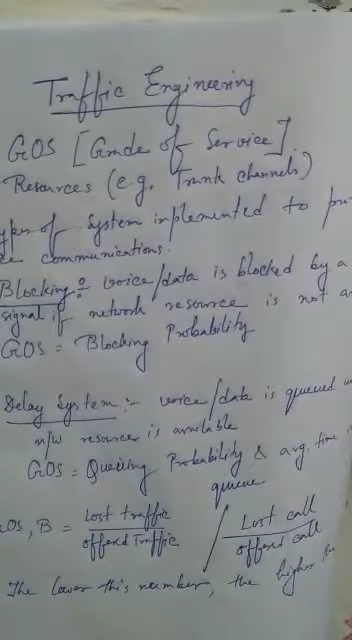 Traffic Engineering
GOS [Grade of Service].
Resources (e.g. Trunk channels)
of system implemented to
communications.
Blocking :- voice/data is blocked by a
signal if network resource is not
GOS = Blocking Probability
Delay System :- voice/data is queued
n/w resource is available
GOS = Queuing Probability & avg. time
queue
OS, B = Lost traffic / Lost call
offered Traffic offered call
The lower this number, the higher the